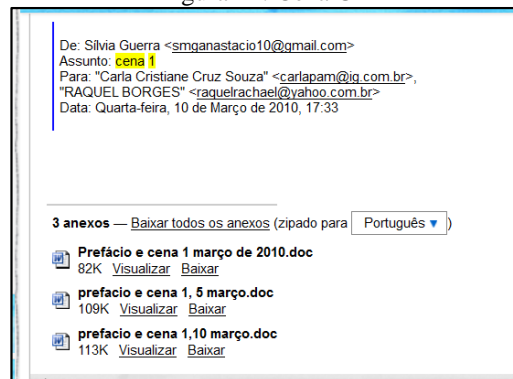 De: Sílvia Guerra <smganastacio10@gmail.com>
Assunto: cena 1
Para: "Carla Cristiane Cruz Souza" <carlapam@ig.com.br>,
"RAQUEL BORGES" <raquelrachael@yahoo.com.br>
Data: Quarta-feira, 10 de Março de 2010, 17:33
3 anexos — Baixar todos os anexos (zipado para Português )
Prefácio e cena 1 março de 2010.doc
82K Visualizar Baixar
prefacio e cena 1, 5 março.doc
109K Visualizar Baixar
prefacio e cena 1,10 março.doc
113K Visualizar Baixar